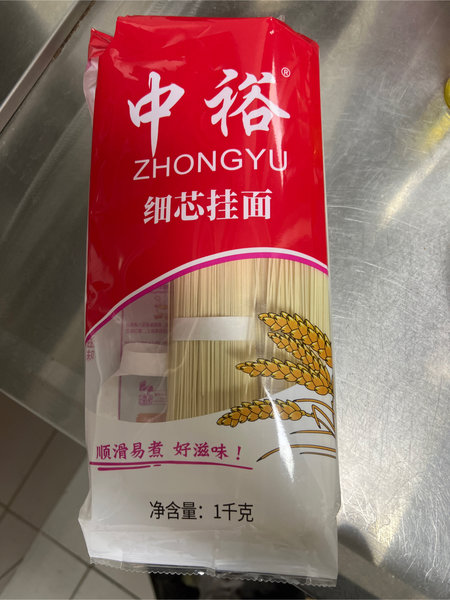 中裕®
ZHONGYU
细芯挂面
顺滑易煮 好滋味！
净含量：1千克